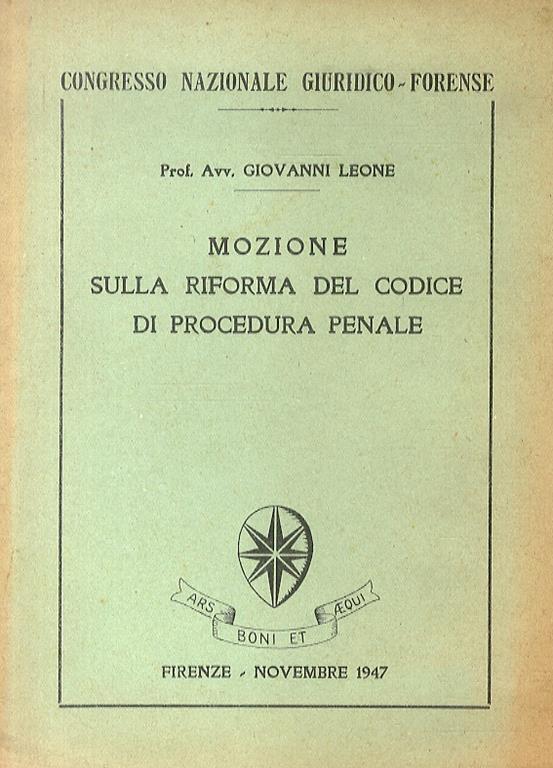 CONGRESSO NAZIONALE GIURIDICO-FORENSE
Prof. Avv. GIOVANNI LEONE
MOZIONE
SULLA RIFORMA DEL CODICE
DI PROCEDURA PENALE
ARS BONI ET ÆQUI
FIRENZE - NOVEMBRE 1947